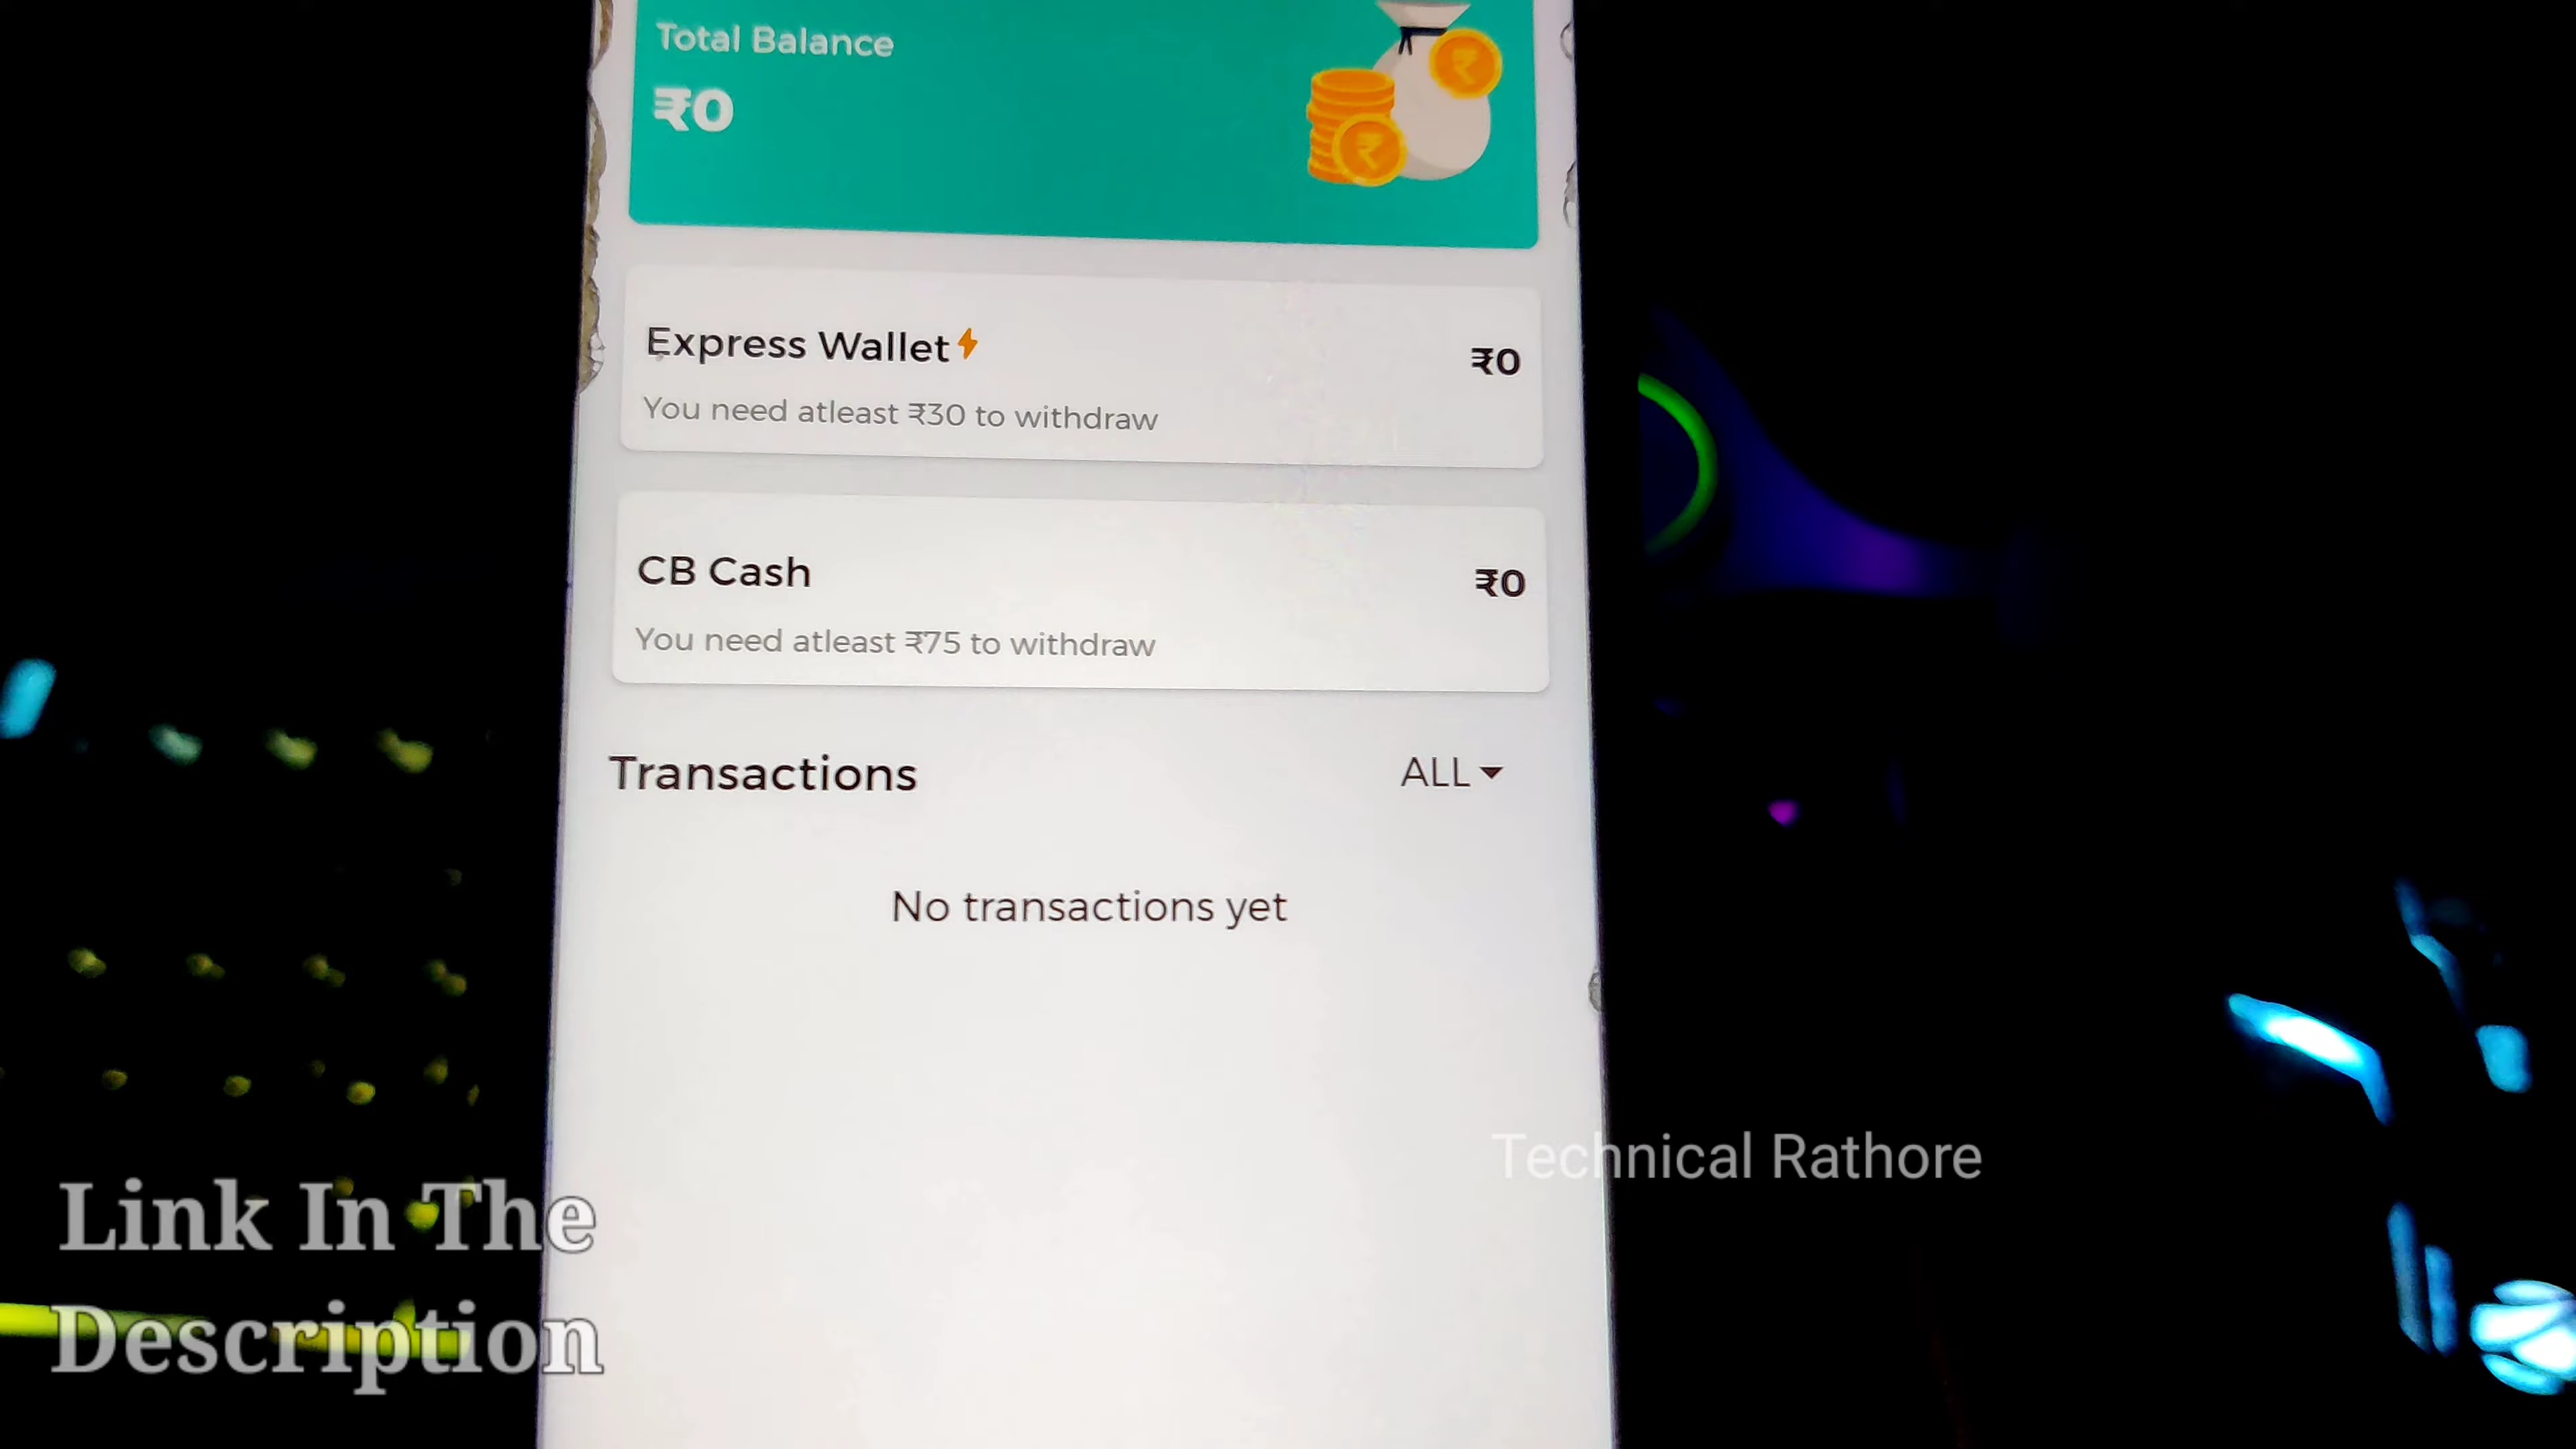 Total Balance
₹0
Express Wallet
₹0
You need atleast ₹30 to withdraw
CB Cash
₹0
You need atleast ₹75 to withdraw
Transactions
ALL
No transactions yet
Technical Rathore
Link In The
Description